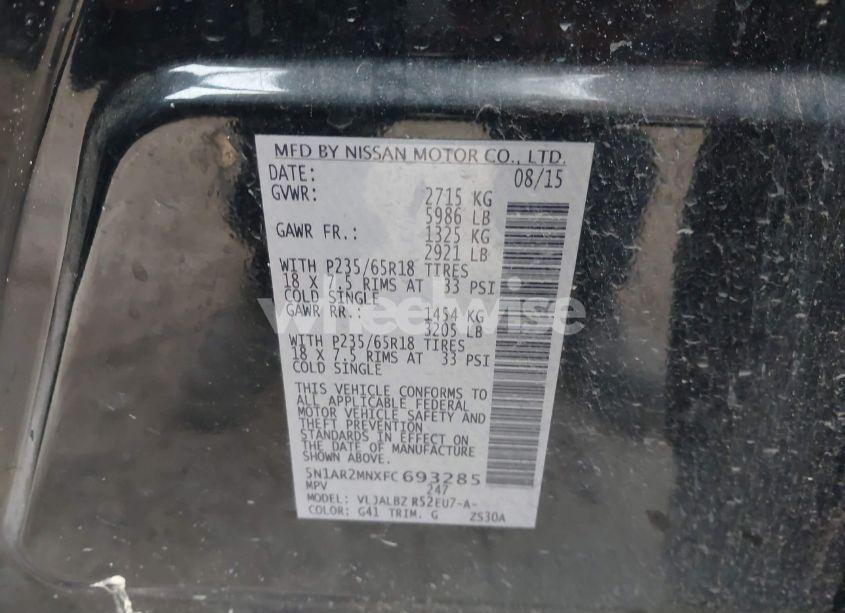 MFD BY NISSAN MOTOR CO., LTD.
DATE: 08/15
GVWR: 2715 KG
5986 LB
GAWR FR.: 1325 KG
2921 LB
WITH P235/65R18 TIRES
18 X 7.5 RIMS AT 33 PSI
COLD SINGLE
GAWR RR.: 1454 KG
3205 LB
WITH P235/65R18 TIRES
18 X 7.5 RIMS AT 33 PSI
COLD SINGLE
THIS VEHICLE CONFORMS TO
ALL APPLICABLE FEDERAL
MOTOR VEHICLE SAFETY AND
THEFT PREVENTION
STANDARDS IN EFFECT ON
THE DATE OF MANUFACTURE
SHOWN ABOVE.
5N1AR2MNXFC693285
MPV 247
MODEL: VLJALBZ R52EU7-A-
COLOR: G41 TRIM. G ZS30A
wheelwise